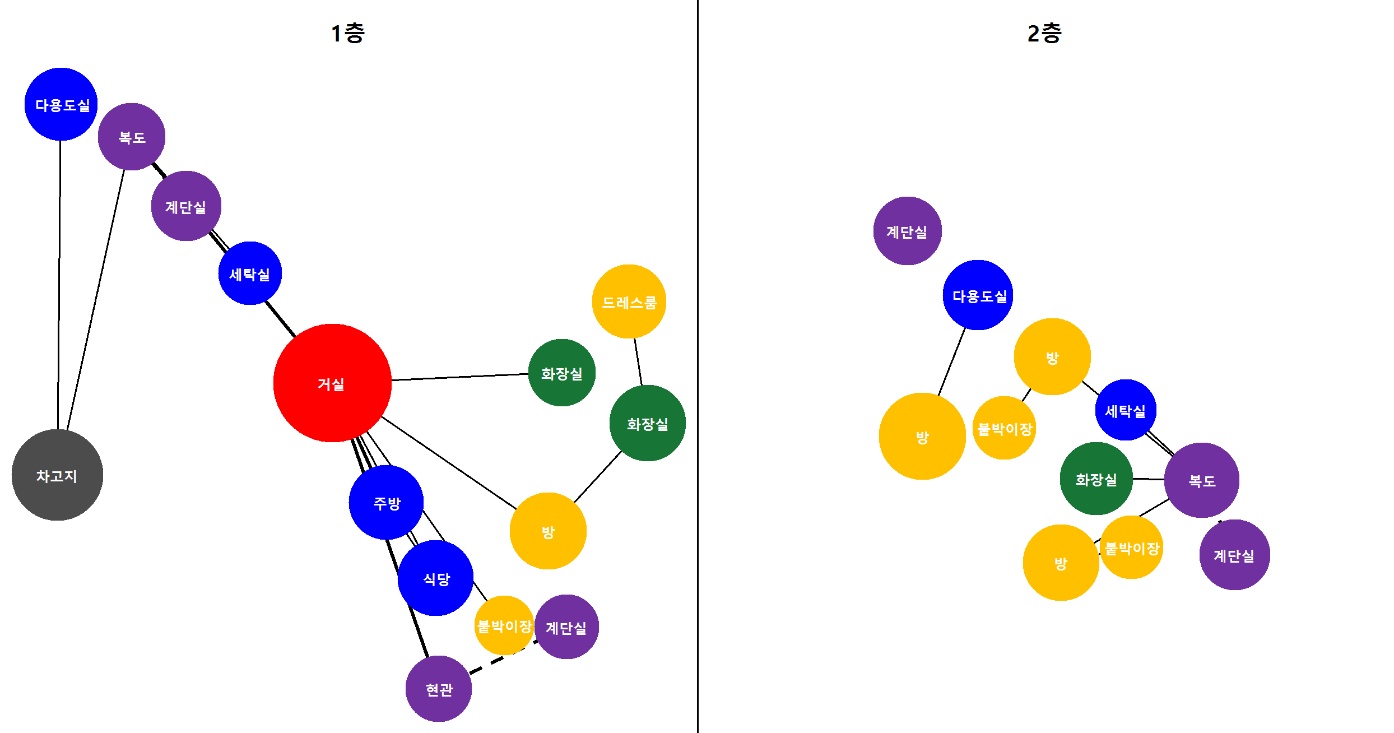 1층
다용도실
복도
계단실
세탁실
드레스룸
거실
화장실
화장실
차고지
주방
방
식당
붙박이장
계단실
현관
2층
계단실
다용도실
방
세탁실
붙박이장
방
화장실
복도
붙박이장
계단실
방